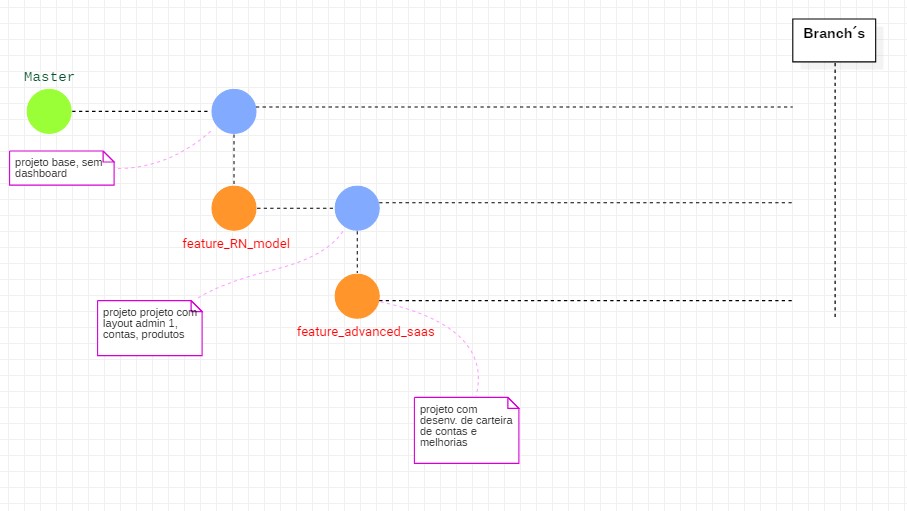 Branch´s
Master
projeto base, sem
dashboard
feature_RN_model
projeto projeto com
layout admin 1,
contas, produtos
feature_advanced_saas
projeto com
desenv. de carteira
de contas e
melhorias